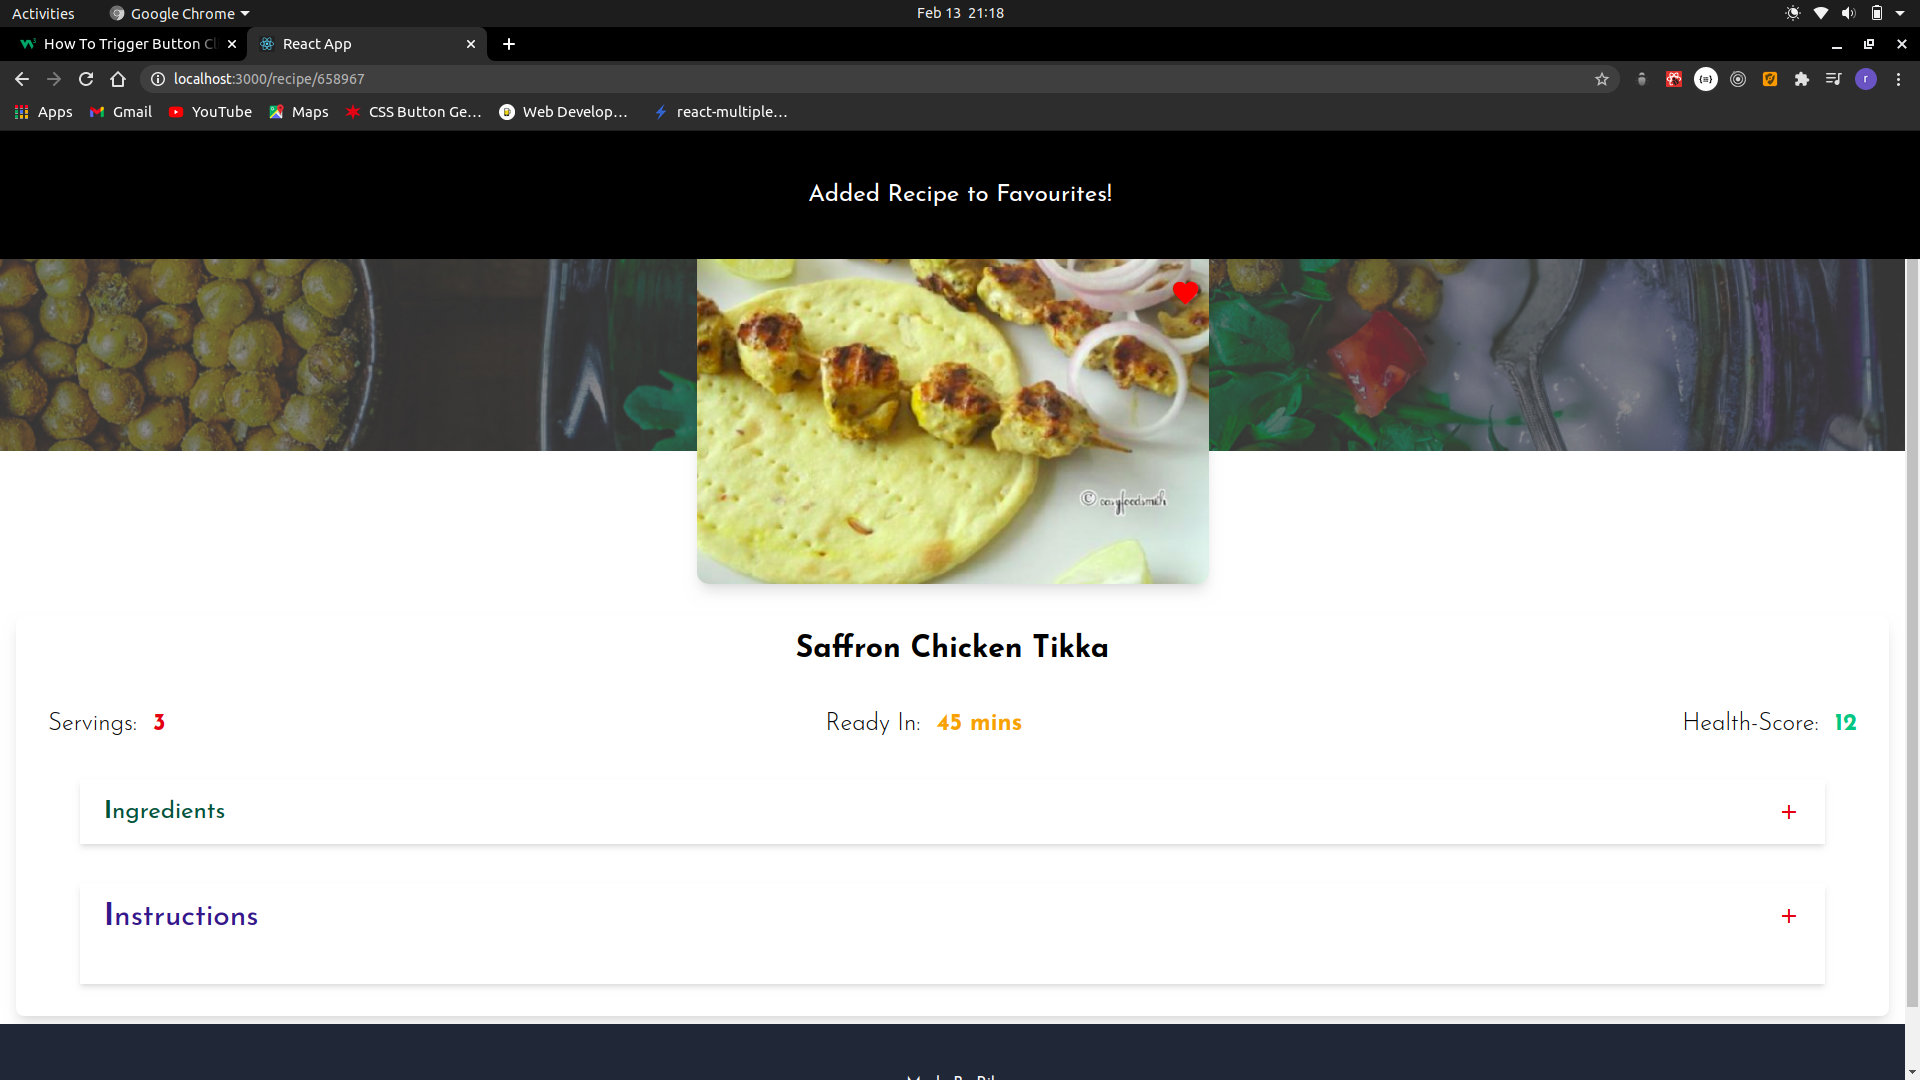 Activities
Google Chrome
Feb 13 21:18
How To Trigger Button Cl
React App
localhost:3000/recipe/658967
r
Apps
Gmail
YouTube
Maps
CSS Button Ge...
Web Develop...
react-multiple...
Added Recipe to Favourites!
Saffron Chicken Tikka
Servings: 3
Ready In: 45 mins
Health-Score: 12
Ingredients
+
Instructions
+